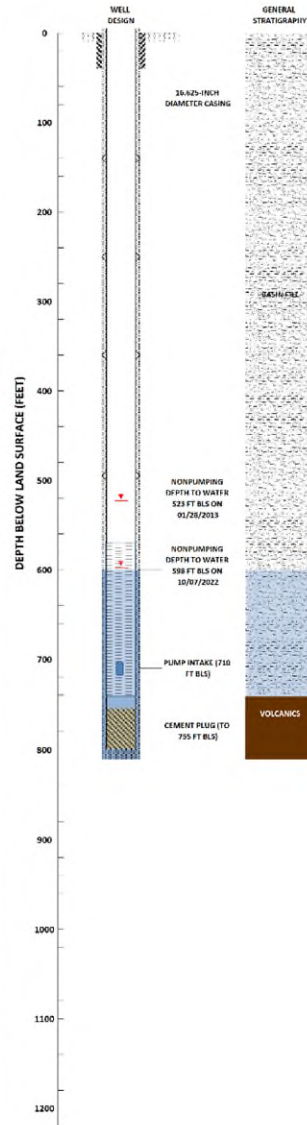 WELL
DESIGN
GENERAL
STRATIGRAPHY
0
16.625-INCH
DIAMETER CASING
100
200
BASIN FILL
300
400
DEPTH BELOW LAND SURFACE (FEET)
NONPUMPING
DEPTH TO WATER
523 FT BLS ON
01/28/2013
500
NONPUMPING
DEPTH TO WATER
598 FT BLS ON
10/07/2022
600
PUMP INTAKE (710
FT BLS)
700
VOLCANICS
CEMENT PLUG (TO
755 FT BLS)
800
900
1000
1100
1200